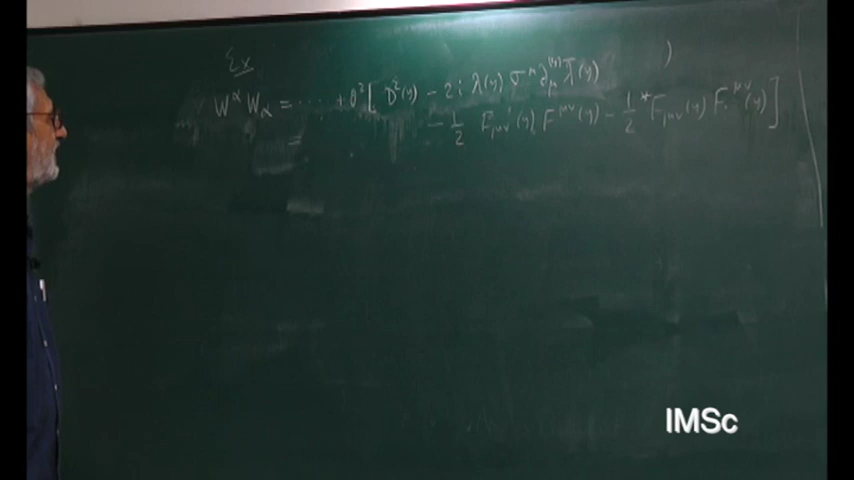 Ex
W^α W_α = ⋯ + θ² [ D²(y) − 2i λ(y) σ^μ ∂_μ^(y) λ̄(y)
− 1/2 F_μν(y) F^μν(y) − 1/2 *F_μν(y) F^μν(y) ]
IMSc